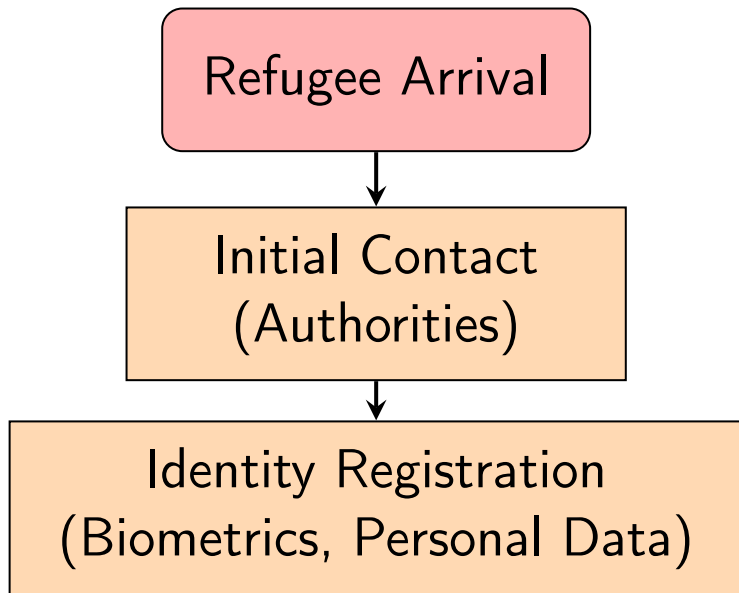 Refugee Arrival
Initial Contact
(Authorities)
Identity Registration
(Biometrics, Personal Data)